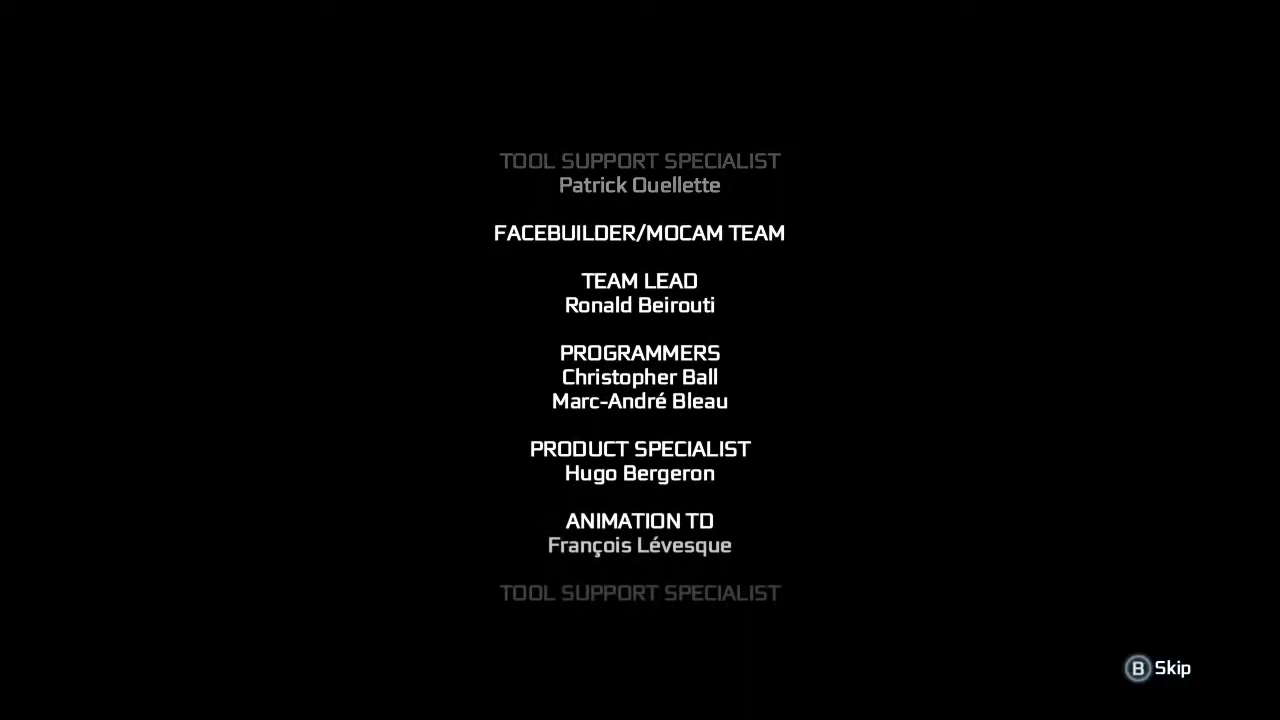 TOOL SUPPORT SPECIALIST
Patrick Ouellette
FACEBUILDER/MOCAM TEAM
TEAM LEAD
Ronald Beirouti
PROGRAMMERS
Christopher Ball
Marc-André Bleau
PRODUCT SPECIALIST
Hugo Bergeron
ANIMATION TD
François Lévesque
TOOL SUPPORT SPECIALIST
B Skip